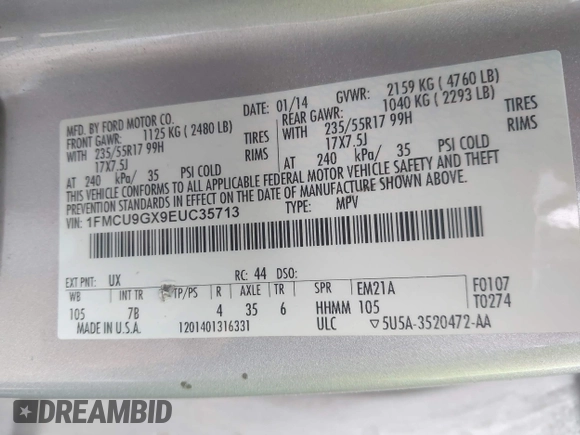 MFD. BY FORD MOTOR CO.
DATE: 01/14 GVWR: 2159 KG ( 4760 LB)
FRONT GAWR: 1125 KG ( 2480 LB) REAR GAWR: 1040 KG ( 2293 LB)
WITH 235/55R17 99H TIRES WITH 235/55R17 99H TIRES
17X7.5J RIMS 17X7.5J RIMS
AT 240 kPa/ 35 PSI COLD AT 240 kPa/ 35 PSI COLD
THIS VEHICLE CONFORMS TO ALL APPLICABLE FEDERAL MOTOR VEHICLE SAFETY AND THEFT
PREVENTION STANDARDS IN EFFECT ON THE DATE OF MANUFACTURE SHOWN ABOVE.
VIN: 1FMCU9GX9EUC35713 TYPE: MPV
EXT PNT: UX RC: 44 DSO:
WB INT TR TP/PS R AXLE TR SPR EM21A F0107
105 7B 4 35 6 HHMM 105 T0274
MADE IN U.S.A. 1201401316331 ULC ▽5U5A-3520472-AA
DREAMBID